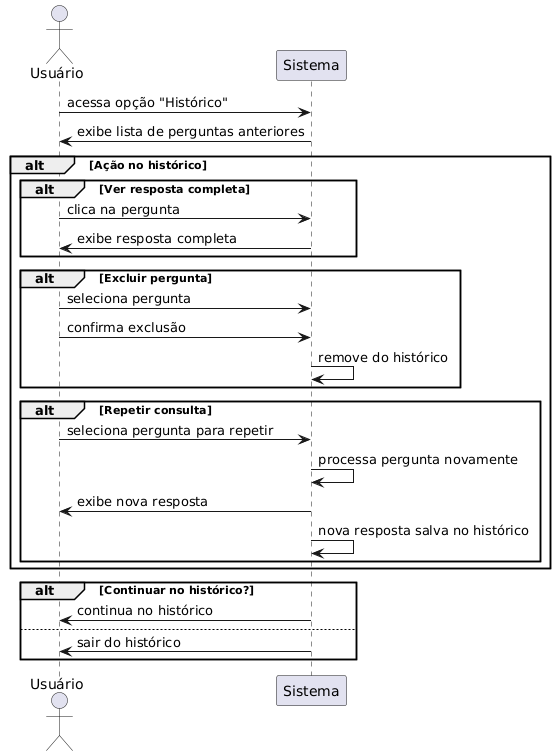 Usuário
Sistema
acessa opção "Histórico"
exibe lista de perguntas anteriores
alt [Ação no histórico]
alt [Ver resposta completa]
clica na pergunta
exibe resposta completa
alt [Excluir pergunta]
seleciona pergunta
confirma exclusão
remove do histórico
alt [Repetir consulta]
seleciona pergunta para repetir
processa pergunta novamente
exibe nova resposta
nova resposta salva no histórico
alt [Continuar no histórico?]
continua no histórico
sair do histórico
Usuário
Sistema